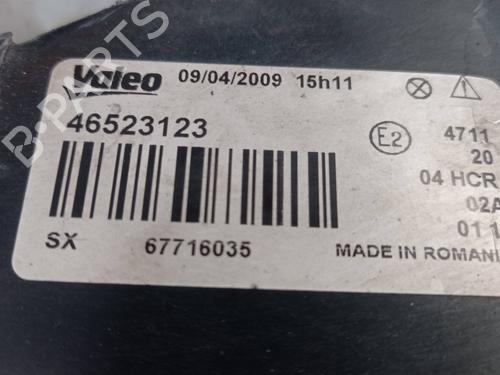 Valeo 09/04/2009 15h11
46523123
E2
4711
20
04 HCR
02A
01 1
SX 67716035
MADE IN ROMANI
B-PARTS